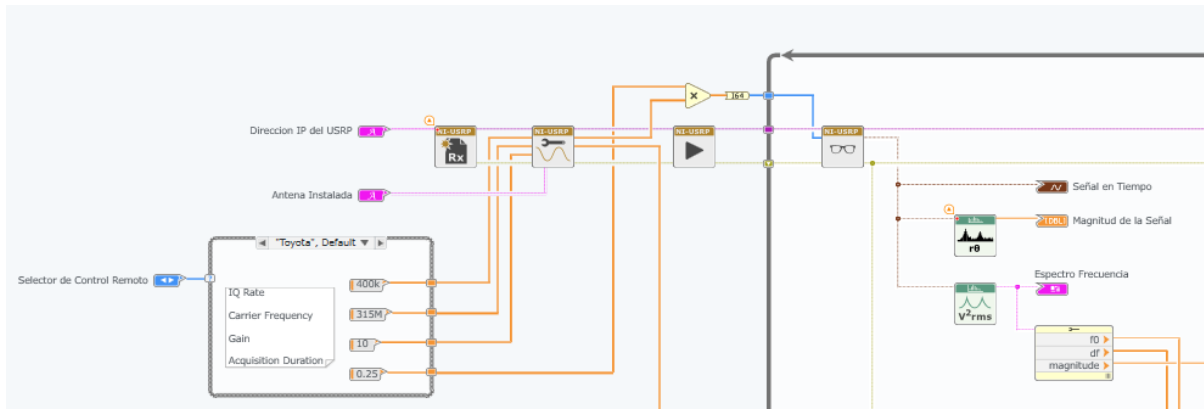 I64
Direccion IP del USRP
NI-USRP
NI-USRP
NI-USRP
NI-USRP
Rx
Antena Instalada
Señal en Tiempo
Magnitud de la Señal
rθ
"Toyota", Default
Espectro Frecuencia
Selector de Control Remoto
?
400k
IQ Rate
V²rms
315M
Carrier Frequency
Gain
10
f0
df
Acquisition Duration
0.25
magnitude